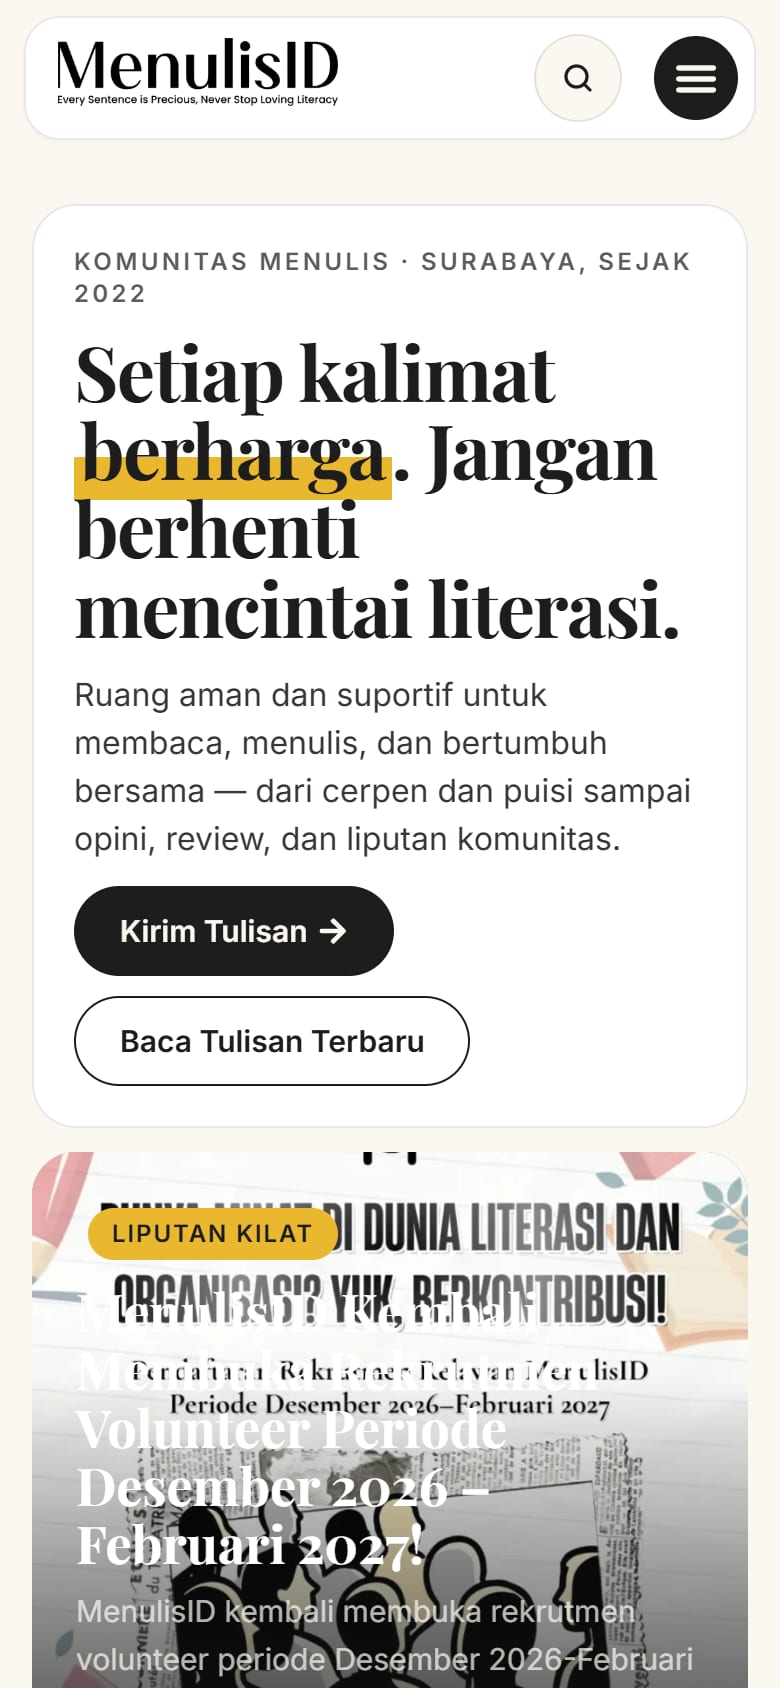 MenulisID
Every Sentence is Precious, Never Stop Loving Literacy
KOMUNITAS MENULIS · SURABAYA, SEJAK
2022
Setiap kalimat
berharga. Jangan
berhenti
mencintai literasi.
Ruang aman dan suportif untuk
membaca, menulis, dan bertumbuh
bersama — dari cerpen dan puisi sampai
opini, review, dan liputan komunitas.
Kirim Tulisan →
Baca Tulisan Terbaru
LIPUTAN KILAT
DI DUNIA LITERASI DAN
ORGANISASI? YUK, BERKONTRIBUSI!
MenulisID Kembali
Membuka Rekrutmen
Pendaftaran Rekrutmen Relawan MenulisID
Periode Desember 2026–Februari 2027
Volunteer Periode
Desember 2026 –
Februari 2027!
MenulisID kembali membuka rekrutmen
volunteer periode Desember 2026-Februari